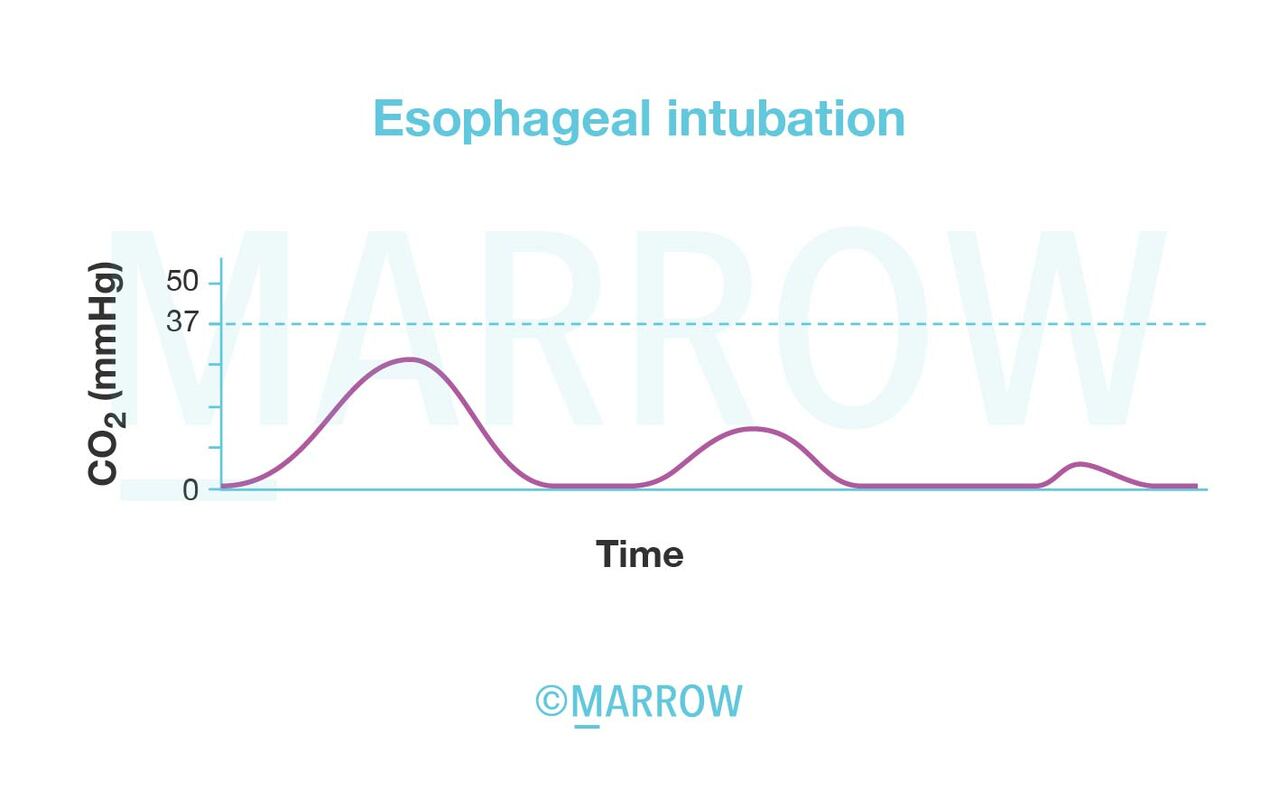 Esophageal intubation
MARROW
CO₂ (mmHg)
50
37
0
Time
©MARROW